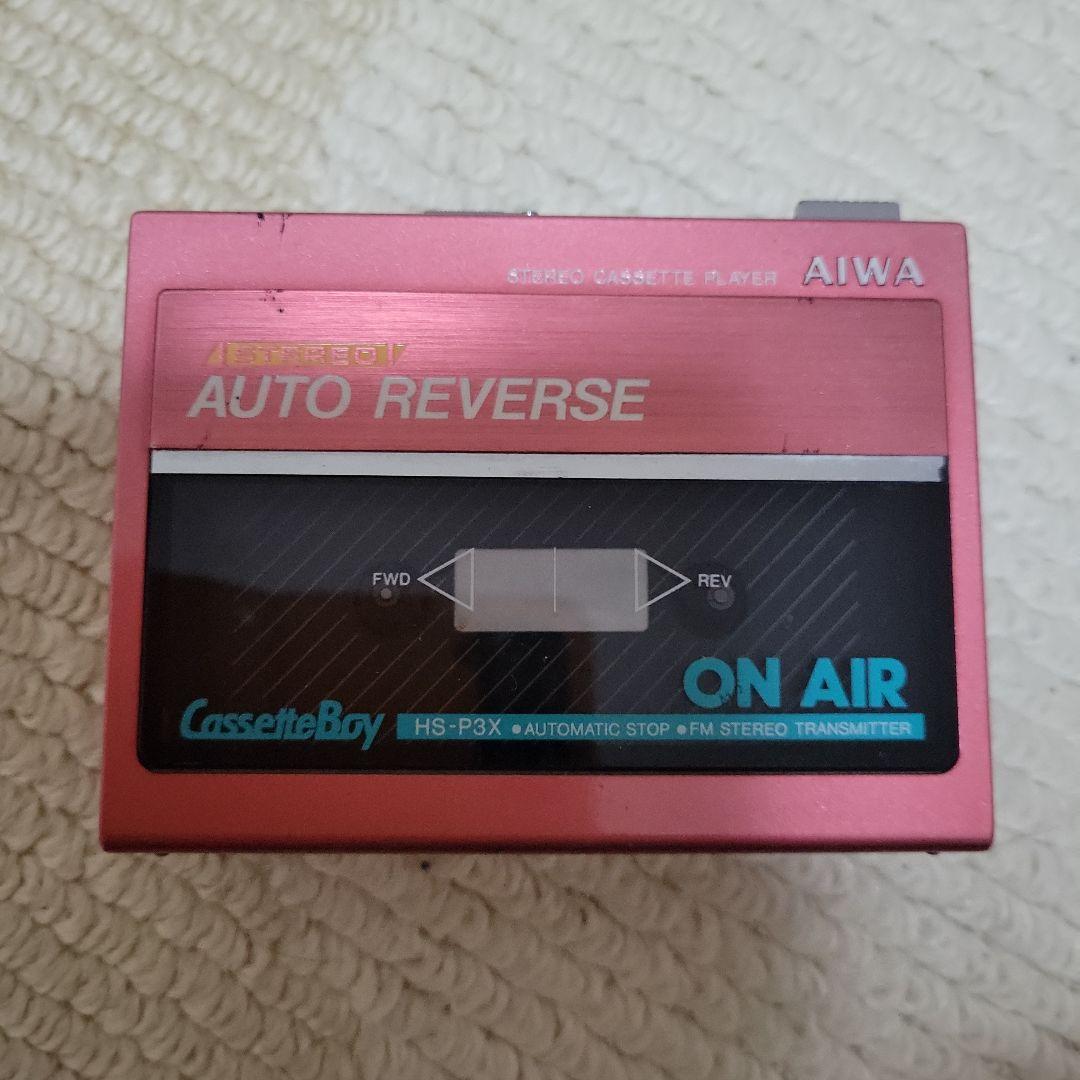 STEREO CASSETTE PLAYER AIWA
STEREO
AUTO REVERSE
FWD REV
ON AIR
CassetteBoy HS-P3X ●AUTOMATIC STOP ●FM STEREO TRANSMITTER